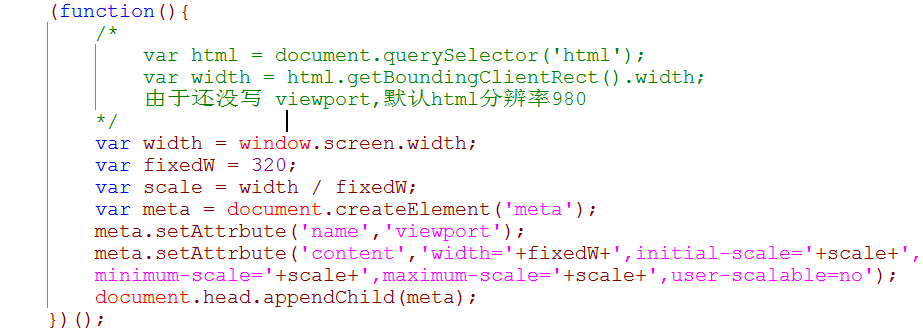 (function(){
/*
var html = document.querySelector('html');
var width = html.getBoundingClientRect().width;
由于还没写 viewport,默认html分辨率980
*/
var width = window.screen.width;
var fixedW = 320;
var scale = width / fixedW;
var meta = document.createElement('meta');
meta.setAttrbute('name','viewport');
meta.setAttrbute('content','width='+fixedW+',initial-scale='+scale+',
minimum-scale='+scale+',maximum-scale='+scale+',user-scalable=no');
document.head.appendChild(meta);
})();